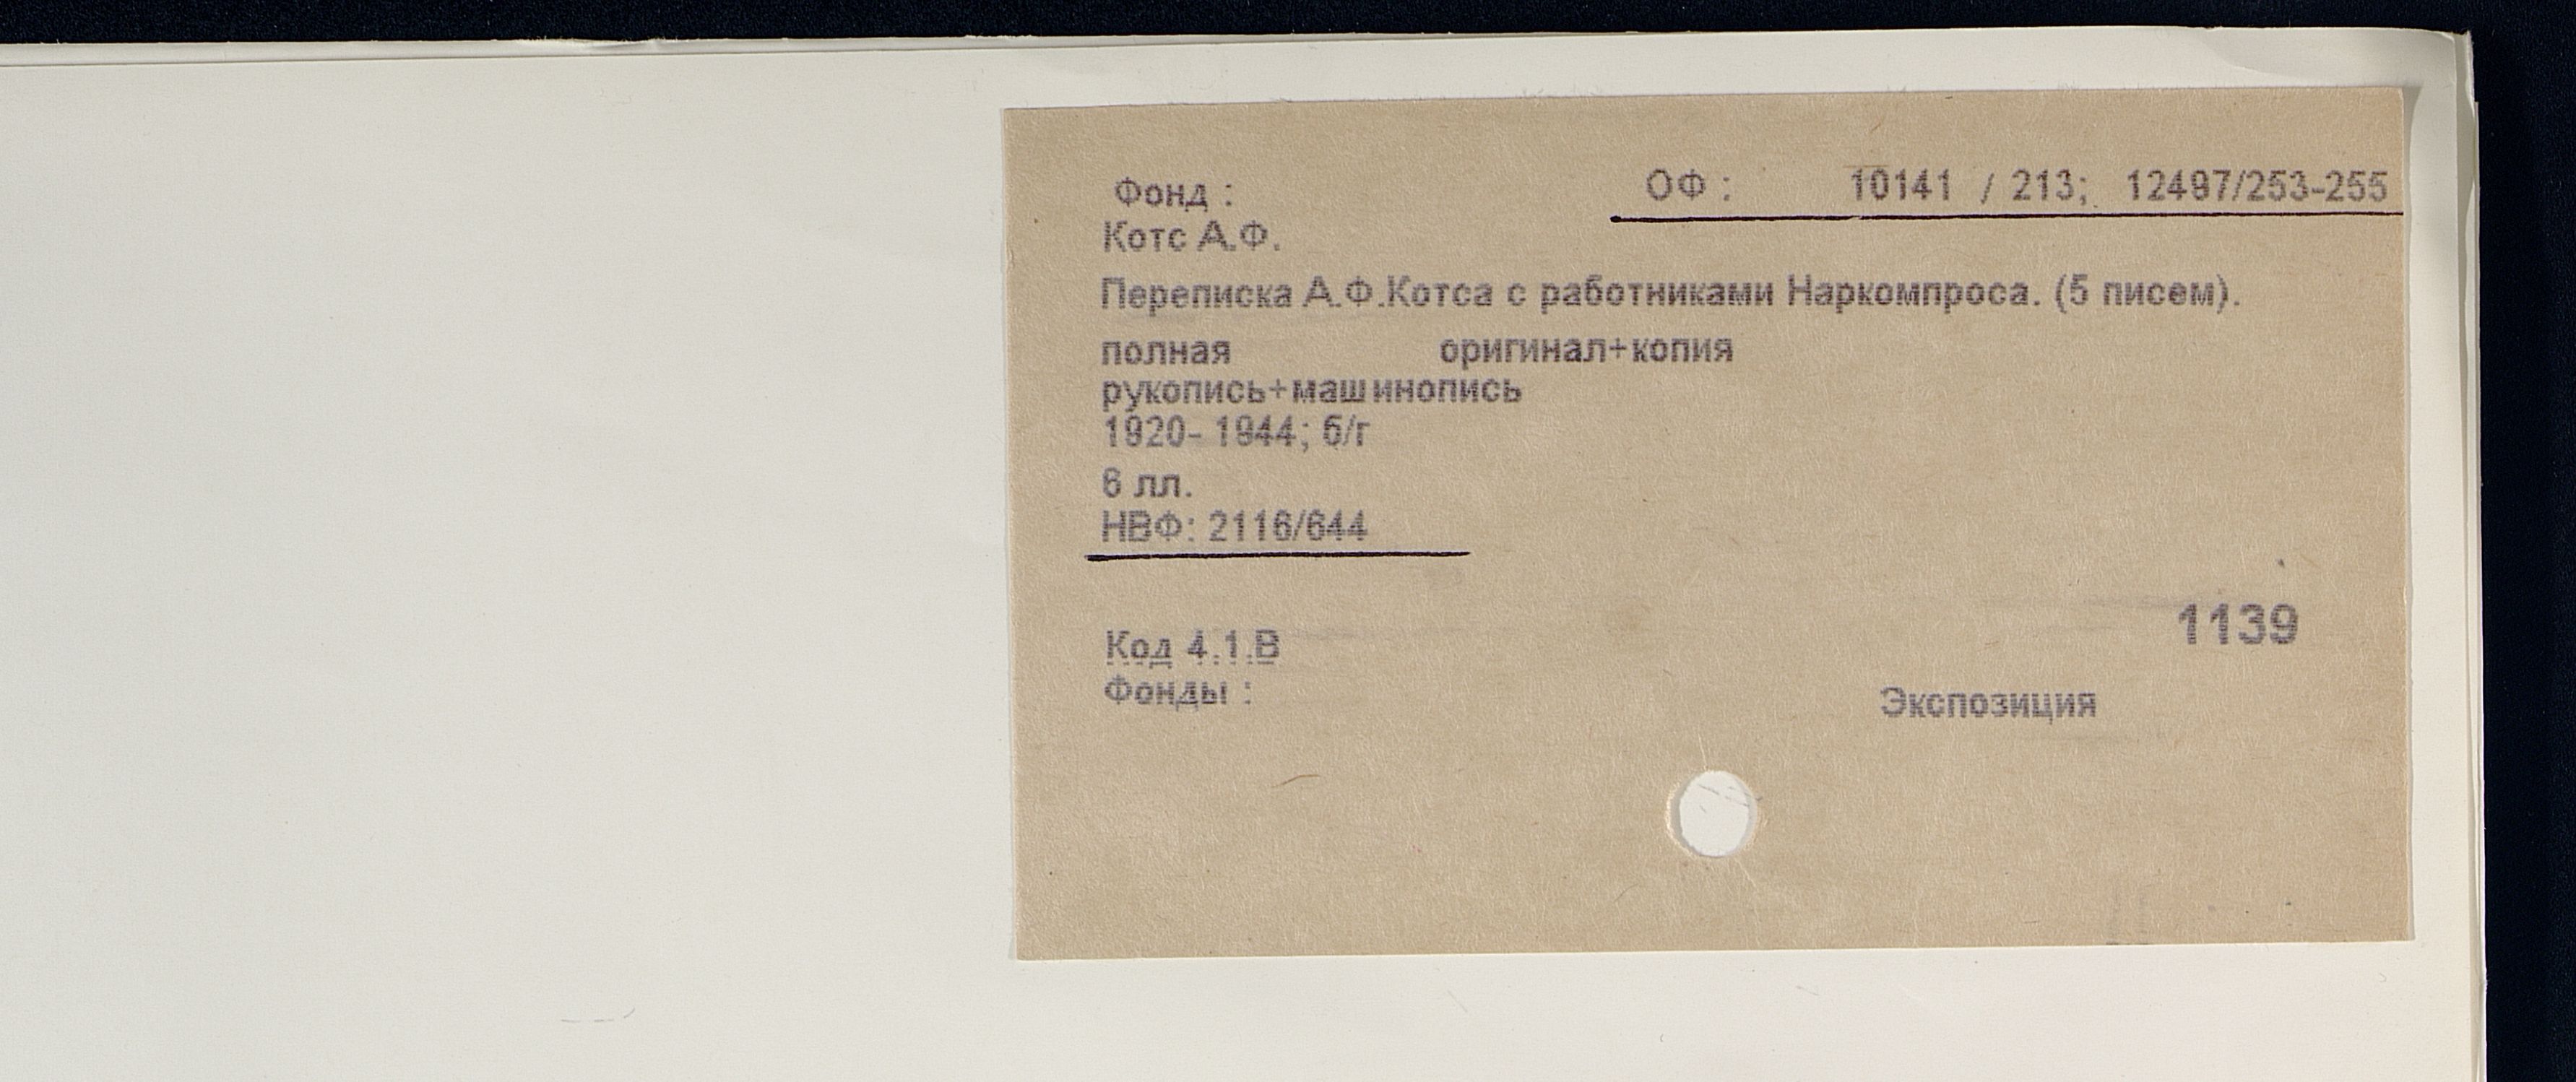 Фонд : ОФ : 10141 / 213; 12497/253-255
Котс А.Ф.
Переписка А.Ф.Котса с работниками Наркомпроса. (5 писем).
полная оригинал+копия
рукопись+машинопись
1920- 1944; б/г
6 лл.
НВФ: 2116/644
1139
Код 4.1.В
Фонды :
Экспозиция